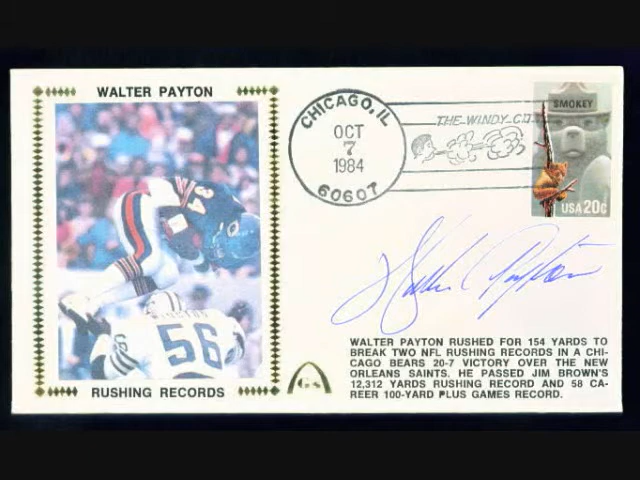 WALTER PAYTON
34
56
RUSHING RECORDS
CHICAGO, IL
OCT
7
1984
60607
THE WINDY CITY
SMOKEY
USA 20c
Walter Payton
GS
WALTER PAYTON RUSHED FOR 154 YARDS TO
BREAK TWO NFL RUSHING RECORDS IN A CHI-
CAGO BEARS 20-7 VICTORY OVER THE NEW
ORLEANS SAINTS. HE PASSED JIM BROWN'S
12,312 YARDS RUSHING RECORD AND 58 CA-
REER 100-YARD PLUS GAMES RECORD.